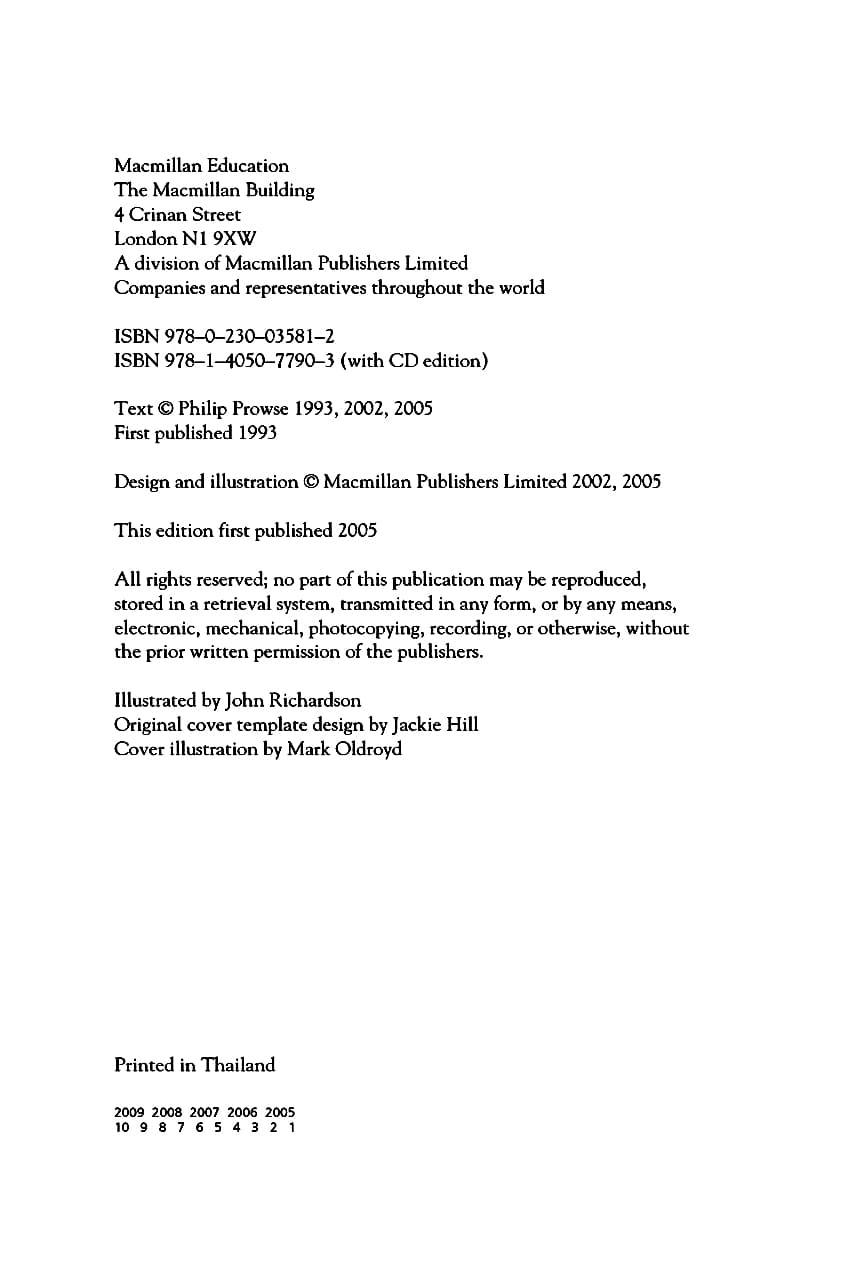 Macmillan Education
The Macmillan Building
4 Crinan Street
London N1 9XW
A division of Macmillan Publishers Limited
Companies and representatives throughout the world
ISBN 978–0–230–03581–2
ISBN 978–1–4050–7790–3 (with CD edition)
Text © Philip Prowse 1993, 2002, 2005
First published 1993
Design and illustration © Macmillan Publishers Limited 2002, 2005
This edition first published 2005
All rights reserved; no part of this publication may be reproduced,
stored in a retrieval system, transmitted in any form, or by any means,
electronic, mechanical, photocopying, recording, or otherwise, without
the prior written permission of the publishers.
Illustrated by John Richardson
Original cover template design by Jackie Hill
Cover illustration by Mark Oldroyd
Printed in Thailand
2009 2008 2007 2006 2005
10 9 8 7 6 5 4 3 2 1